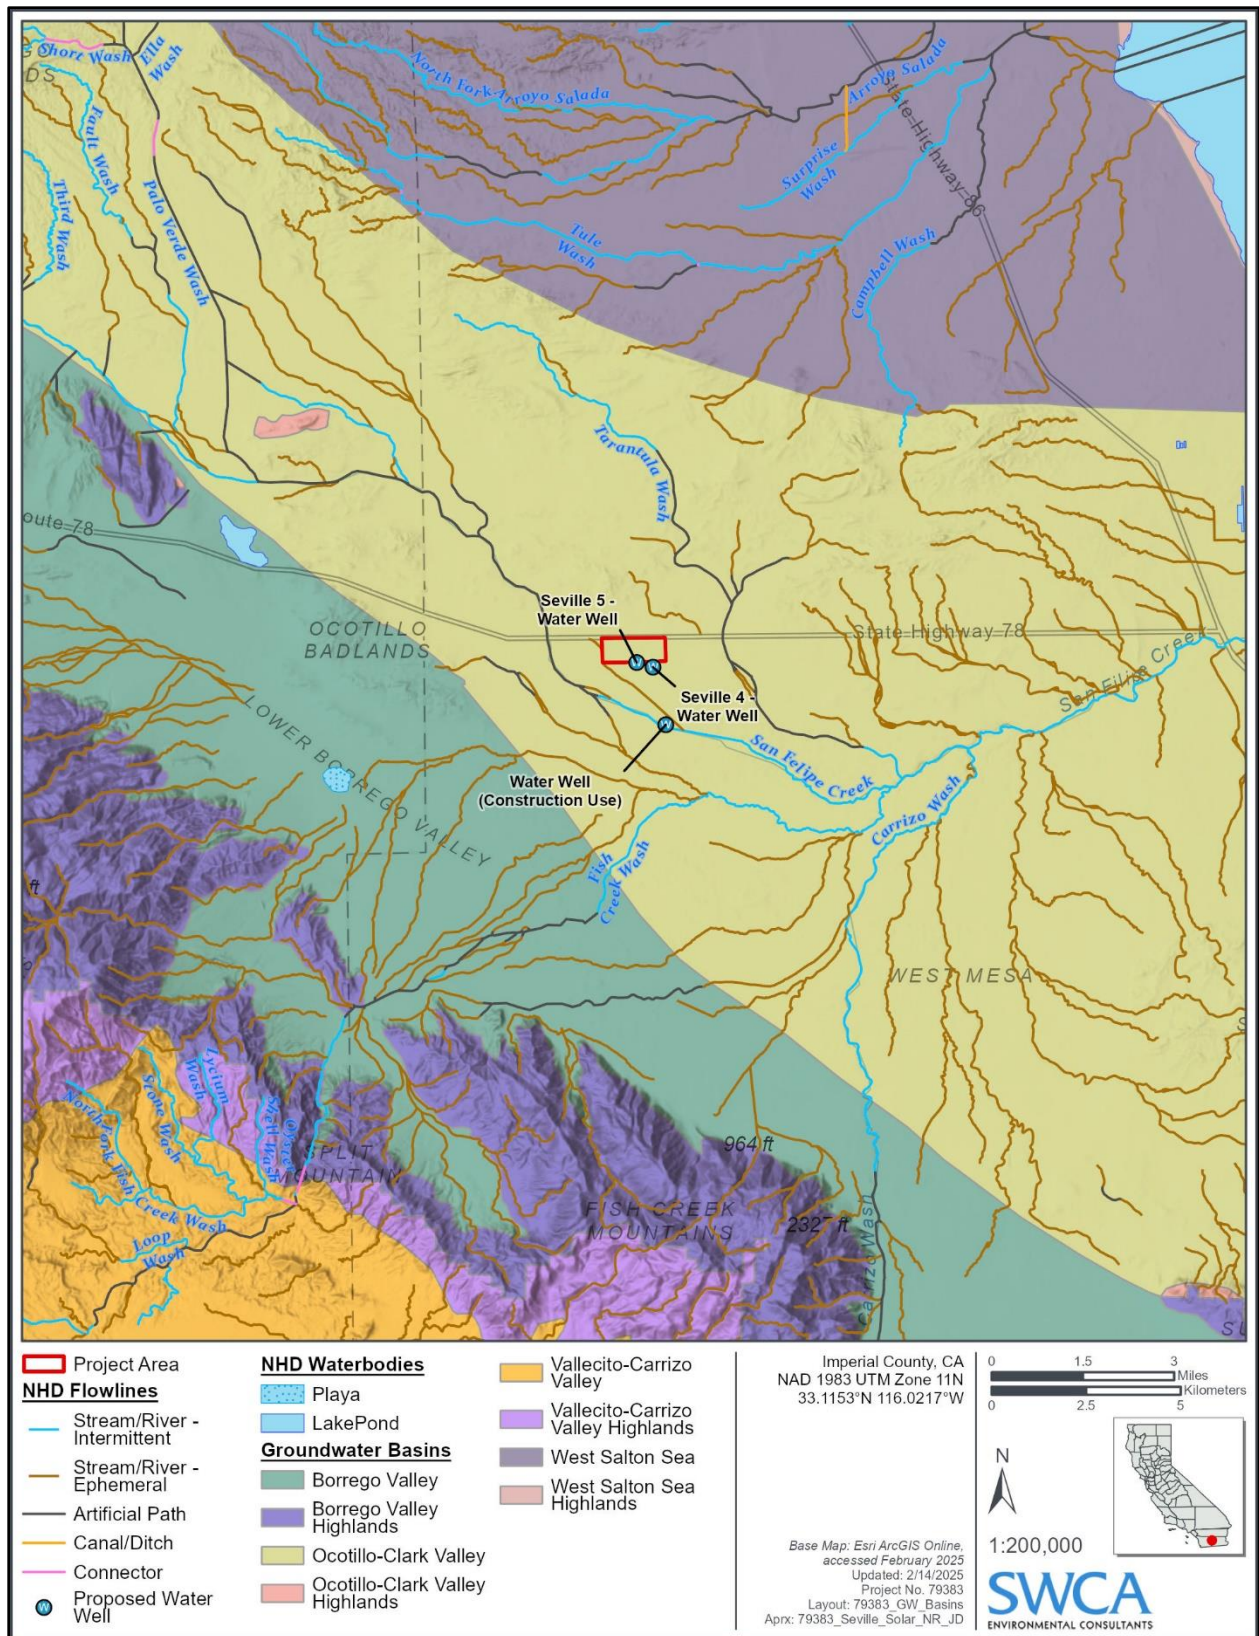 Short Wash
Ella
Wash
DS
Fault Wash
Third Wash
Palo Verde Wash
North Fork Arroyo Salada
Arroyo Salada
State Highway 86
Surprise
Wash
Tule
Wash
Campbell Wash
Tarantula Wash
oute 78
OCOTILLO
BADLANDS
Seville 5 -
Water Well
State Highway 78
Seville 4 -
Water Well
San Felipe Creek
LOWER BORREGO VALLEY
Water Well
(Construction Use)
San Felipe Creek
Carrizo Wash
Fish
Creek Wash
ft
WEST MESA
Lycium
Wash
Stone Wash
North Fork Fish Creek Wash
Shell Wash
Oyster
SPLIT
MOUNTAIN
Loop
Wash
964 ft
FISH CREEK
MOUNTAINS
2327 ft
Carrizo Wash
Project Area
NHD Flowlines
Stream/River -
Intermittent
Stream/River -
Ephemeral
Artificial Path
Canal/Ditch
Connector
W
Proposed Water
Well
NHD Waterbodies
Playa
LakePond
Groundwater Basins
Borrego Valley
Borrego Valley
Highlands
Ocotillo-Clark Valley
Ocotillo-Clark Valley
Highlands
Vallecito-Carrizo
Valley
Vallecito-Carrizo
Valley Highlands
West Salton Sea
West Salton Sea
Highlands
Imperial County, CA
NAD 1983 UTM Zone 11N
33.1153°N 116.0217°W
Base Map: Esri ArcGIS Online,
accessed February 2025
Updated: 2/14/2025
Project No. 79383
Layout: 79383_GW_Basins
Aprx: 79383_Seville_Solar_NR_JD
0 1.5 3
Miles
Kilometers
0 2.5 5
N
1:200,000
SWCA
ENVIRONMENTAL CONSULTANTS